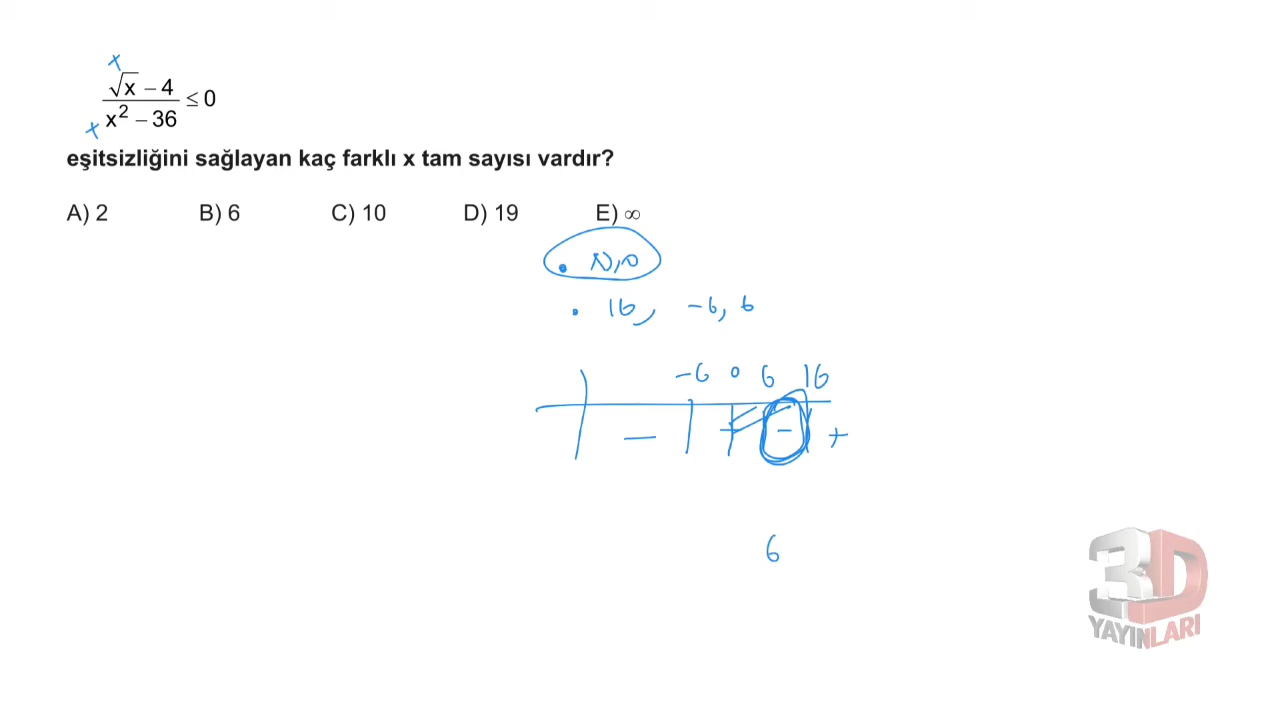 x
√x − 4
x² − 36 ≤ 0
x
eşitsizliğini sağlayan kaç farklı x tam sayısı vardır?
A) 2 B) 6 C) 10 D) 19 E) ∞
• 16, −6, 6
−6 0 6 16
− + − +
6
3D
YAYINLARI